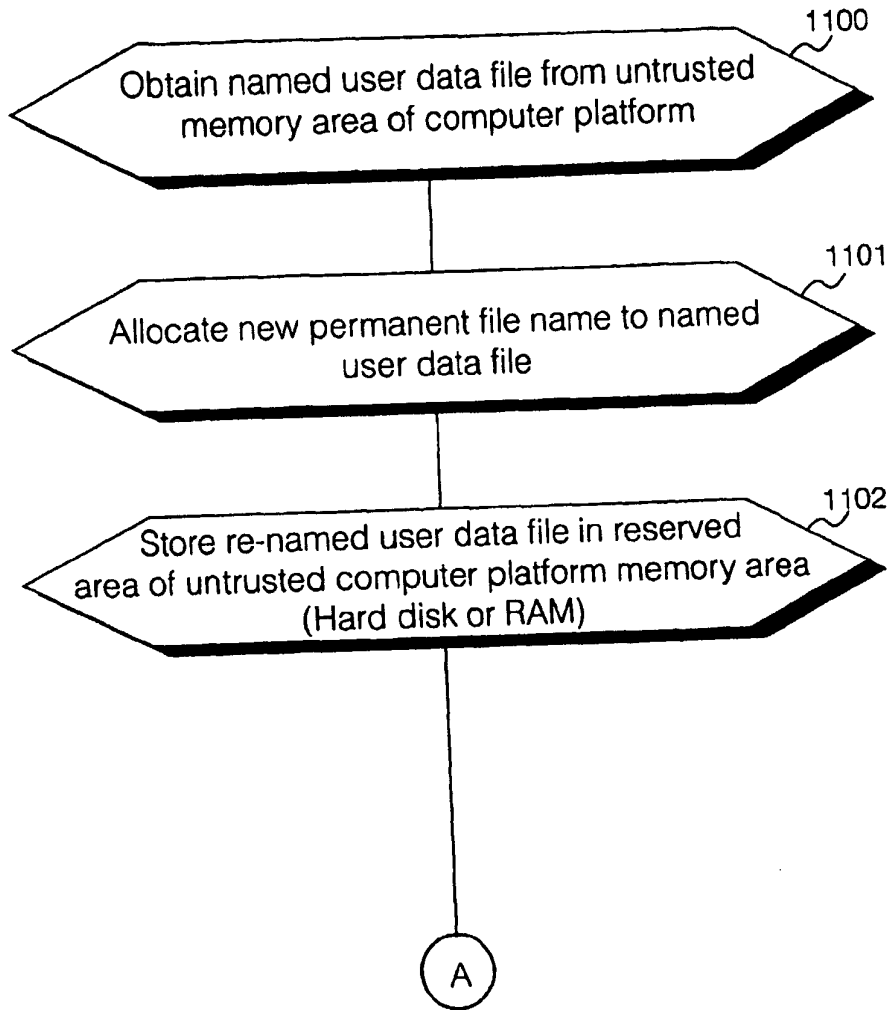 1100
Obtain named user data file from untrusted
memory area of computer platform
1101
Allocate new permanent file name to named
user data file
1102
Store re-named user data file in reserved
area of untrusted computer platform memory area
(Hard disk or RAM)
A